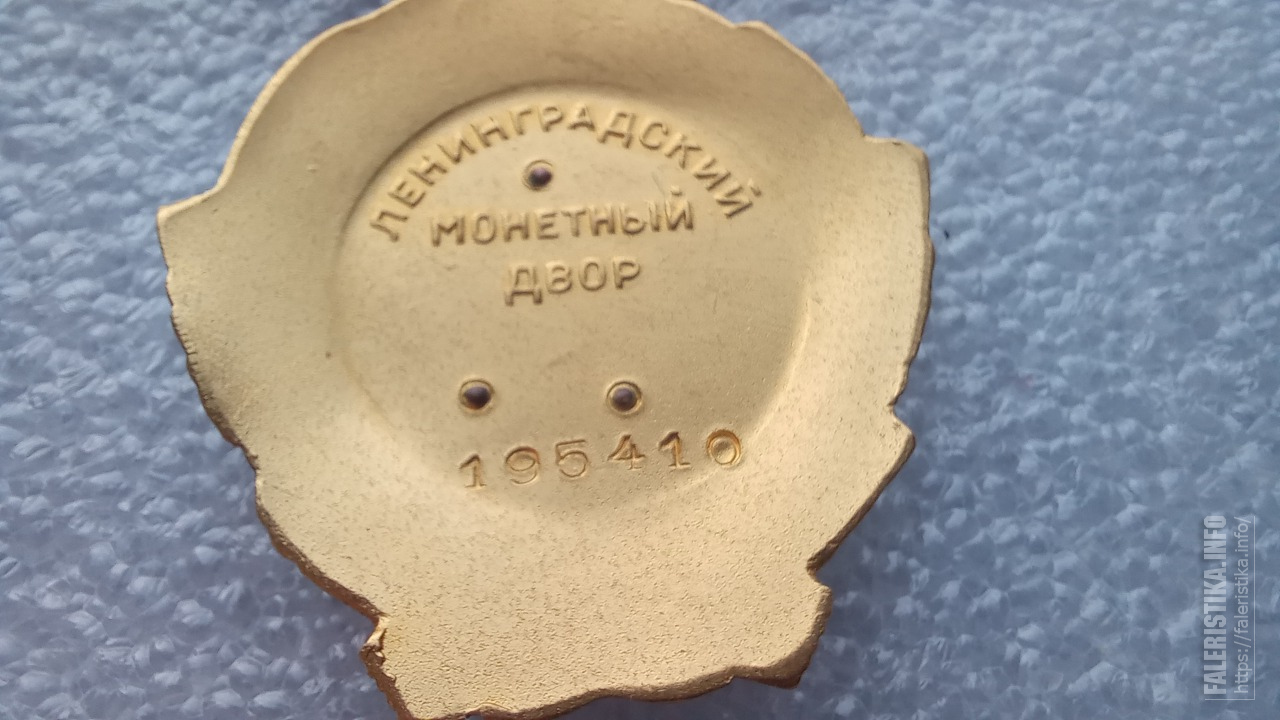 ЛЕНИНГРАДСКИЙ
МОНЕТНЫЙ
ДВОР
195410
FALERISTIKA.INFO
https://faleristika.info/